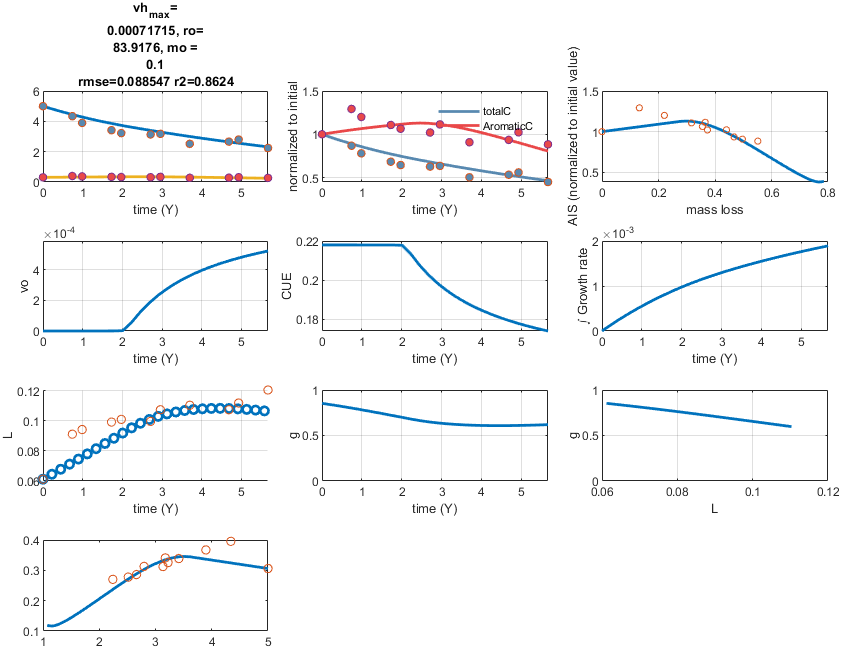 vh_max=
0.00071715, ro=
83.9176, mo =
0.1
rmse=0.088547 r2=0.8624
6
4
2
0
0 1 2 3 4 5
time (Y)
normalized to initial
1.5
1
0.5
0 1 2 3 4 5
time (Y)
totalC
AromaticC
AIS (normalized to initial value)
1.5
1
0.5
0 0.2 0.4 0.6 0.8
mass loss
×10^-4
vo
4
2
0
0 1 2 3 4 5
time (Y)
CUE
0.22
0.2
0.18
0 1 2 3 4 5
time (Y)
×10^-3
Growth rate
2
1
0
0 1 2 3 4 5
time (Y)
L
0.12
0.1
0.08
0.06
0 1 2 3 4 5
time (Y)
g
1
0.5
0
0 1 2 3 4 5
time (Y)
g
1
0.5
0
0.06 0.08 0.1 0.12
L
0.4
0.3
0.2
0.1
1 2 3 4 5